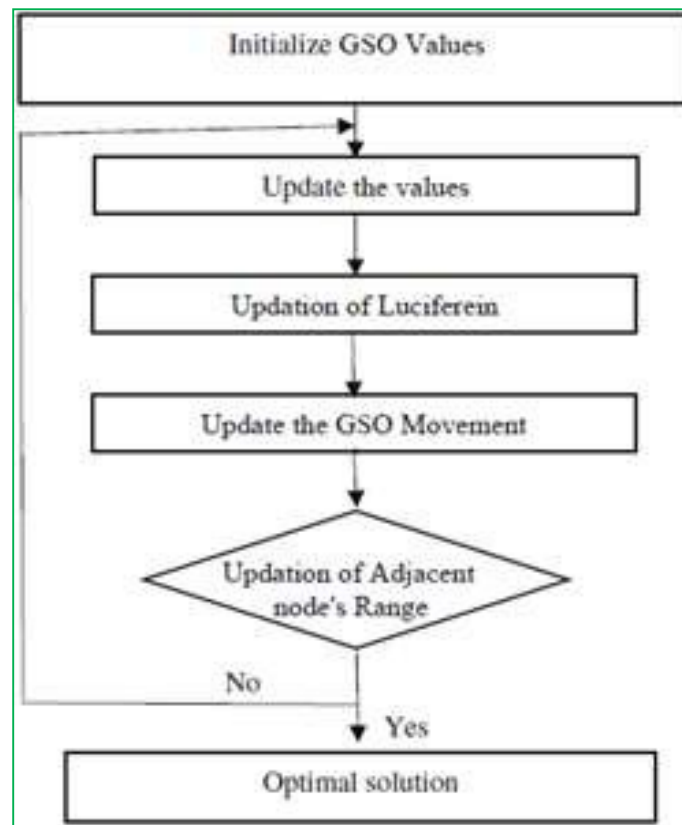 Initialize GSO Values
Update the values
Updation of Luciferein
Update the GSO Movement
Updation of Adjacent
node's Range
No
Yes
Optimal solution